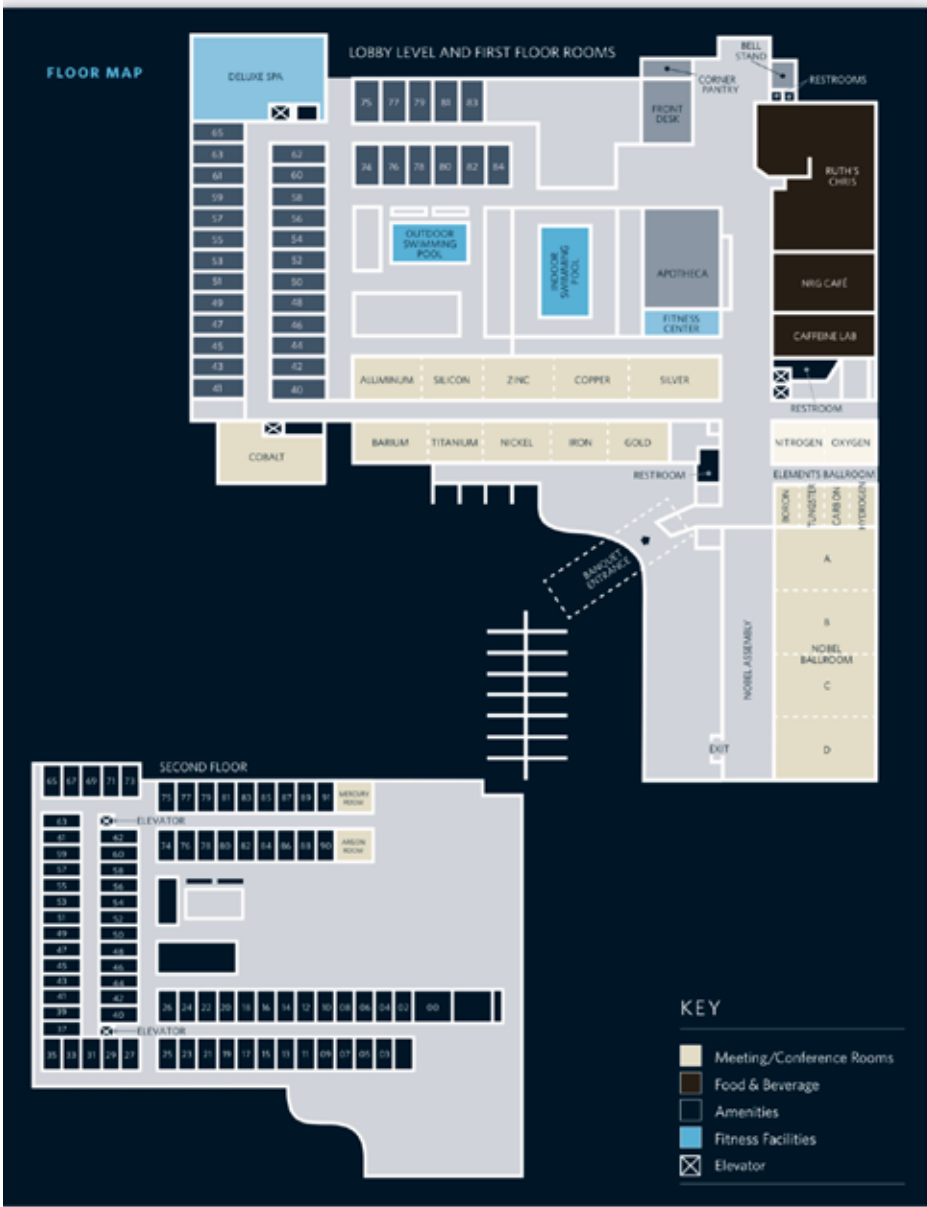 FLOOR MAP
LOBBY LEVEL AND FIRST FLOOR ROOMS
DELUXE SPA
BELL
STAND
RESTROOMS
CORNER
PANTRY
FRONT
DESK
75 77 79 81 83
74 76 78 80 82 84
65
63
61
59
57
55
53
51
49
47
45
43
41
62
60
58
56
54
52
50
48
46
44
42
40
OUTDOOR
SWIMMING
POOL
INDOOR
SWIMMING
POOL
APOTHECA
FITNESS
CENTER
RUTH'S
CHRIS
NRG CAFÉ
CAFFEINE LAB
RESTROOM
ALUMINUM SILICON ZINC COPPER SILVER
BARIUM TITANIUM NICKEL IRON GOLD
COBALT
RESTROOM
NITROGEN OXYGEN
ELEMENTS BALLROOM
BORON
TUNGSTER
CARBON
HYDROGEN
BANQUET
ENTRANCE
NOBEL ASSEMBLY
A
B
NOBEL
BALLROOM
C
D
EXIT
SECOND FLOOR
65 67 69 71 73
75 77 79 81 83 85 87 89 91
MERCURY
ROOM
ELEVATOR
74 76 78 80 82 84 86 88 90
ARGON
ROOM
63
61
59
57
55
53
51
49
47
45
43
41
39
37
62
60
58
56
54
52
50
48
46
44
42
40
ELEVATOR
35 33 31 29 27
26 24 22 20 18 16 14 12 10 08 06 04 02 00
25 23 21 19 17 15 13 11 09 07 05 03
KEY
Meeting/Conference Rooms
Food & Beverage
Amenities
Fitness Facilities
Elevator